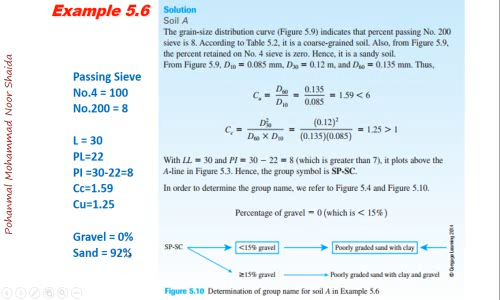 Example 5.6
Pohanmal Mohammad Noor Shaida
Passing Sieve
No.4 = 100
No.200 = 8
L = 30
PL=22
PI =30-22=8
Cc=1.59
Cu=1.25
Gravel = 0%
Sand = 92%
Solution
Soil A
The grain-size distribution curve (Figure 5.9) indicates that percent passing No. 200
sieve is 8. According to Table 5.2, it is a coarse-grained soil. Also, from Figure 5.9,
the percent retained on No. 4 sieve is zero. Hence, it is a sandy soil.
From Figure 5.9, D10 = 0.085 mm, D30 = 0.12 m, and D60 = 0.135 mm. Thus,
Cu = D60 / D10 = 0.135 / 0.085 = 1.59 < 6
Cc = D30² / (D60 × D10) = (0.12)² / (0.135)(0.085) = 1.25 > 1
With LL = 30 and PI = 30 − 22 = 8 (which is greater than 7), it plots above the
A-line in Figure 5.3. Hence, the group symbol is SP-SC.
In order to determine the group name, we refer to Figure 5.4 and Figure 5.10.
Percentage of gravel = 0 (which is < 15%)
SP-SC <15% gravel Poorly graded sand with clay
≥15% gravel Poorly graded sand with clay and gravel
© Cengage Learning 2014
Figure 5.10 Determination of group name for soil A in Example 5.6